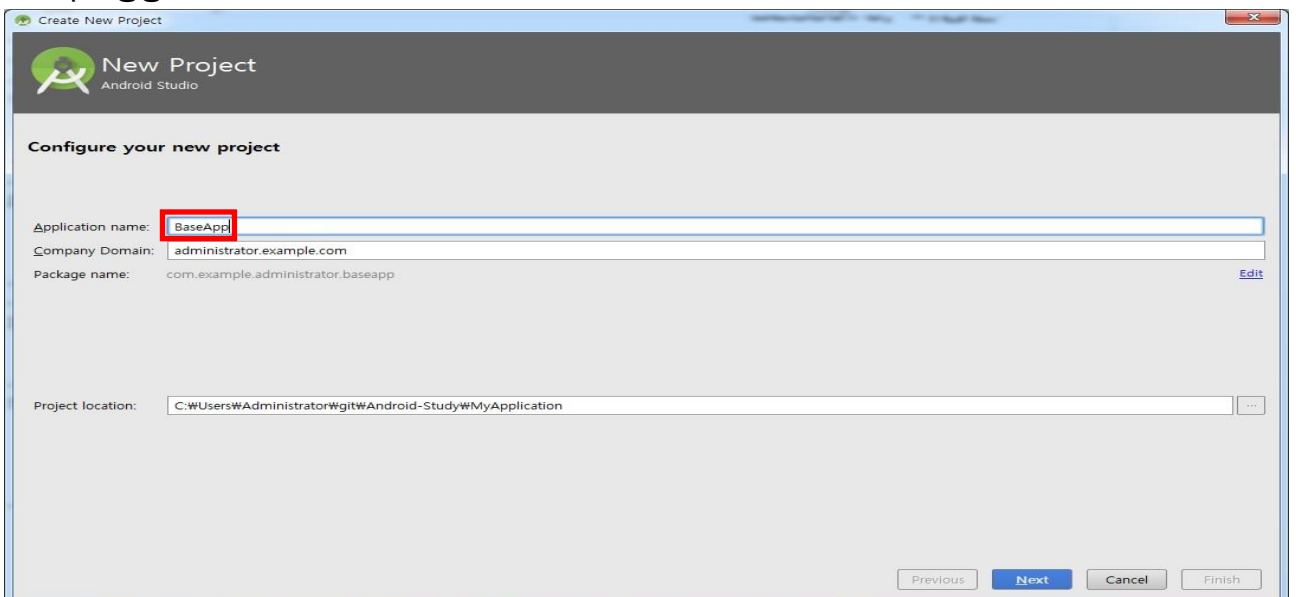 Create New Project
New Project
Android Studio
Configure your new project
Application name: BaseApp
Company Domain: administrator.example.com
Package name: com.example.administrator.baseapp Edit
Project location: C:₩Users₩Administrator₩git₩Android-Study₩MyApplication ...
Previous Next Cancel Finish